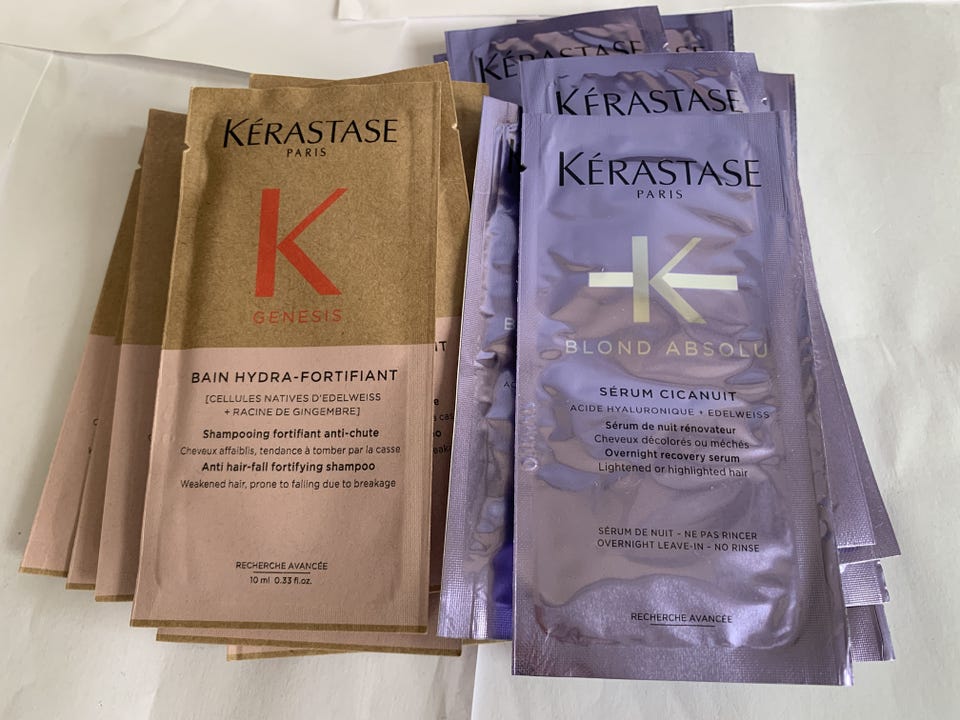 KÉRASTASE
PARIS
K
GENESIS
BAIN HYDRA-FORTIFIANT
[CELLULES NATIVES D'EDELWEISS
+ RACINE DE GINGEMBRE]
Shampooing fortifiant anti-chute
Cheveux affaiblis, tendance à tomber par la casse
Anti hair-fall fortifying shampoo
Weakened hair, prone to falling due to breakage
RECHERCHE AVANCÉE
10 ml 0.33 fl.oz.
KÉRASTASE
KÉRASTASE
KÉRASTASE
PARIS
K
BLOND ABSOLU
SÉRUM CICANUIT
ACIDE HYALURONIQUE + EDELWEISS
Sérum de nuit rénovateur
Cheveux décolorés ou méchés
Overnight recovery serum
Lightened or highlighted hair
SÉRUM DE NUIT - NE PAS RINCER
OVERNIGHT LEAVE-IN - NO RINSE
RECHERCHE AVANCÉE